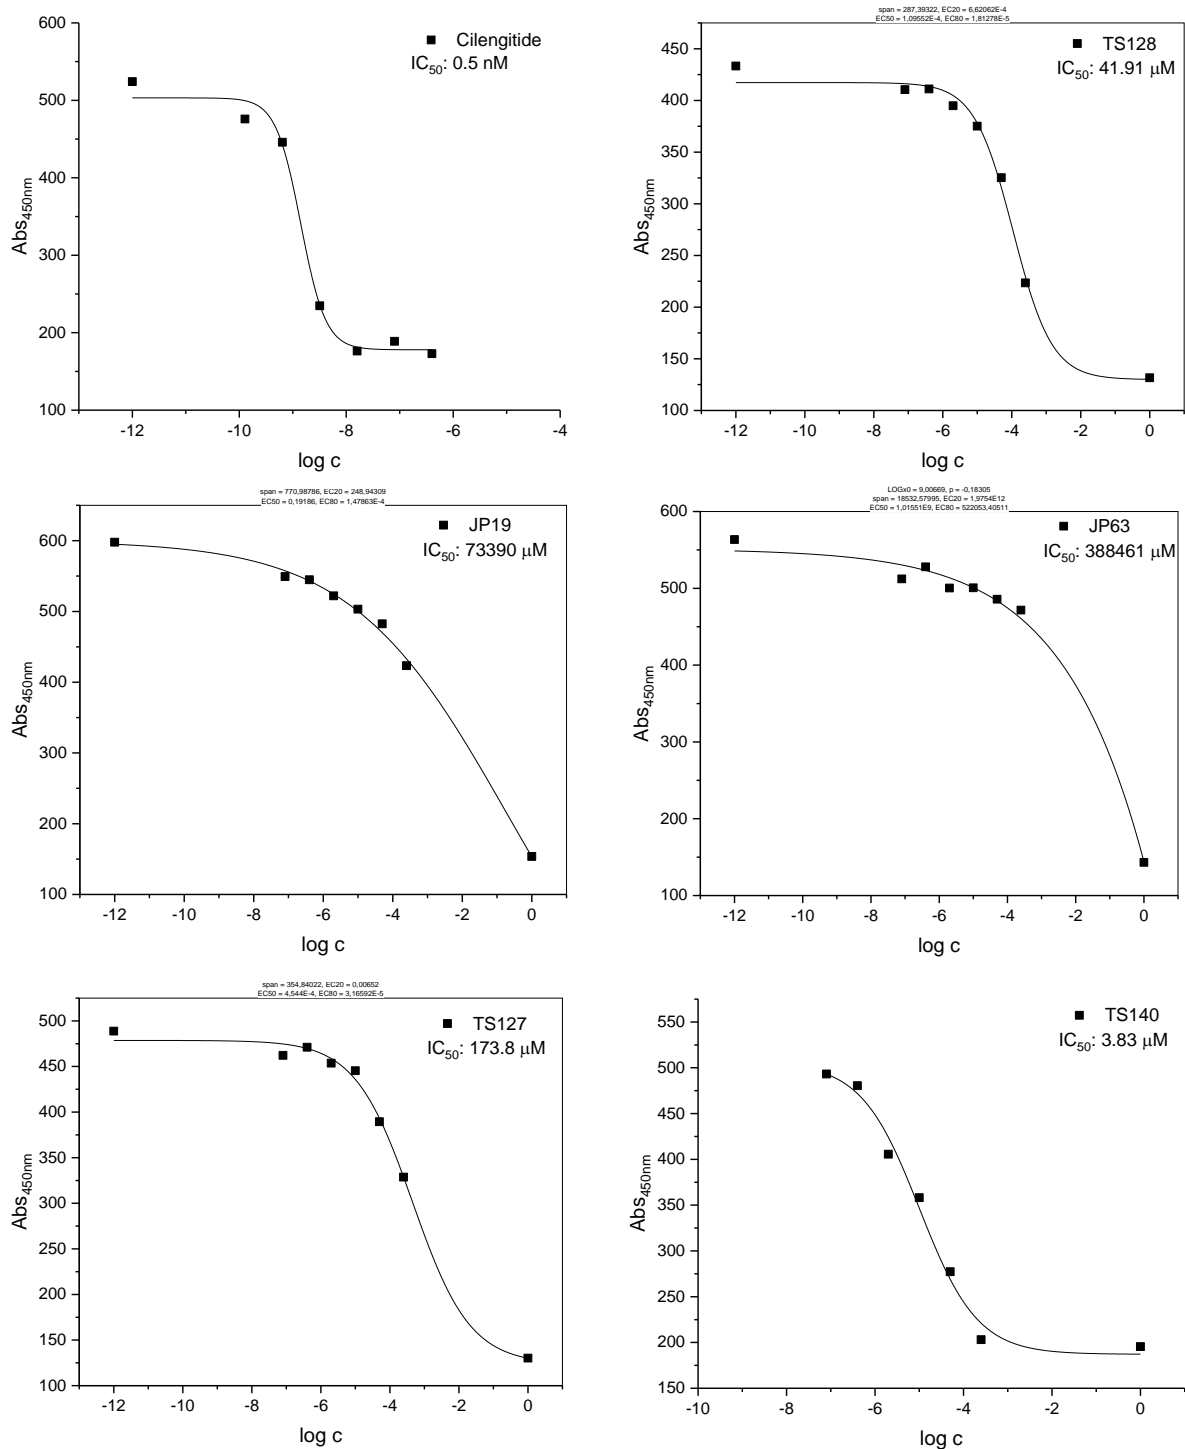 600
500
400
300
200
100
Abs450nm
Cilengitide
IC50: 0.5 nM
-12
-10
-8
-6
-4
log c
span = 287,39322, EC20 = 6,62062E-4
EC50 = 1,09552E-4, EC80 = 1,81278E-5
450
400
350
300
250
200
150
100
Abs450nm
TS128
IC50: 41.91 μM
-12
-10
-8
-6
-4
-2
0
log c
span = 770,98786, EC20 = 248,94309
EC50 = 0,19186, EC80 = 1,47863E-4
600
500
400
300
200
100
Abs450nm
JP19
IC50: 73390 μM
-12
-10
-8
-6
-4
-2
0
log c
LOGx0 = 9,00669, p = -0,18305
span = 18532,57995, EC20 = 1,9754E12
EC50 = 1,01551E9, EC80 = 522053,40511
600
500
400
300
200
100
Abs450nm
JP63
IC50: 388461 μM
-12
-10
-8
-6
-4
-2
0
log c
span = 354,84022, EC20 = 0,00652
EC50 = 4,544E-4, EC80 = 3,16592E-5
500
450
400
350
300
250
200
150
100
Abs450nm
TS127
IC50: 173.8 μM
-12
-10
-8
-6
-4
-2
0
log c
550
500
450
400
350
300
250
200
150
Abs450nm
TS140
IC50: 3.83 μM
-10
-8
-6
-4
-2
0
log c